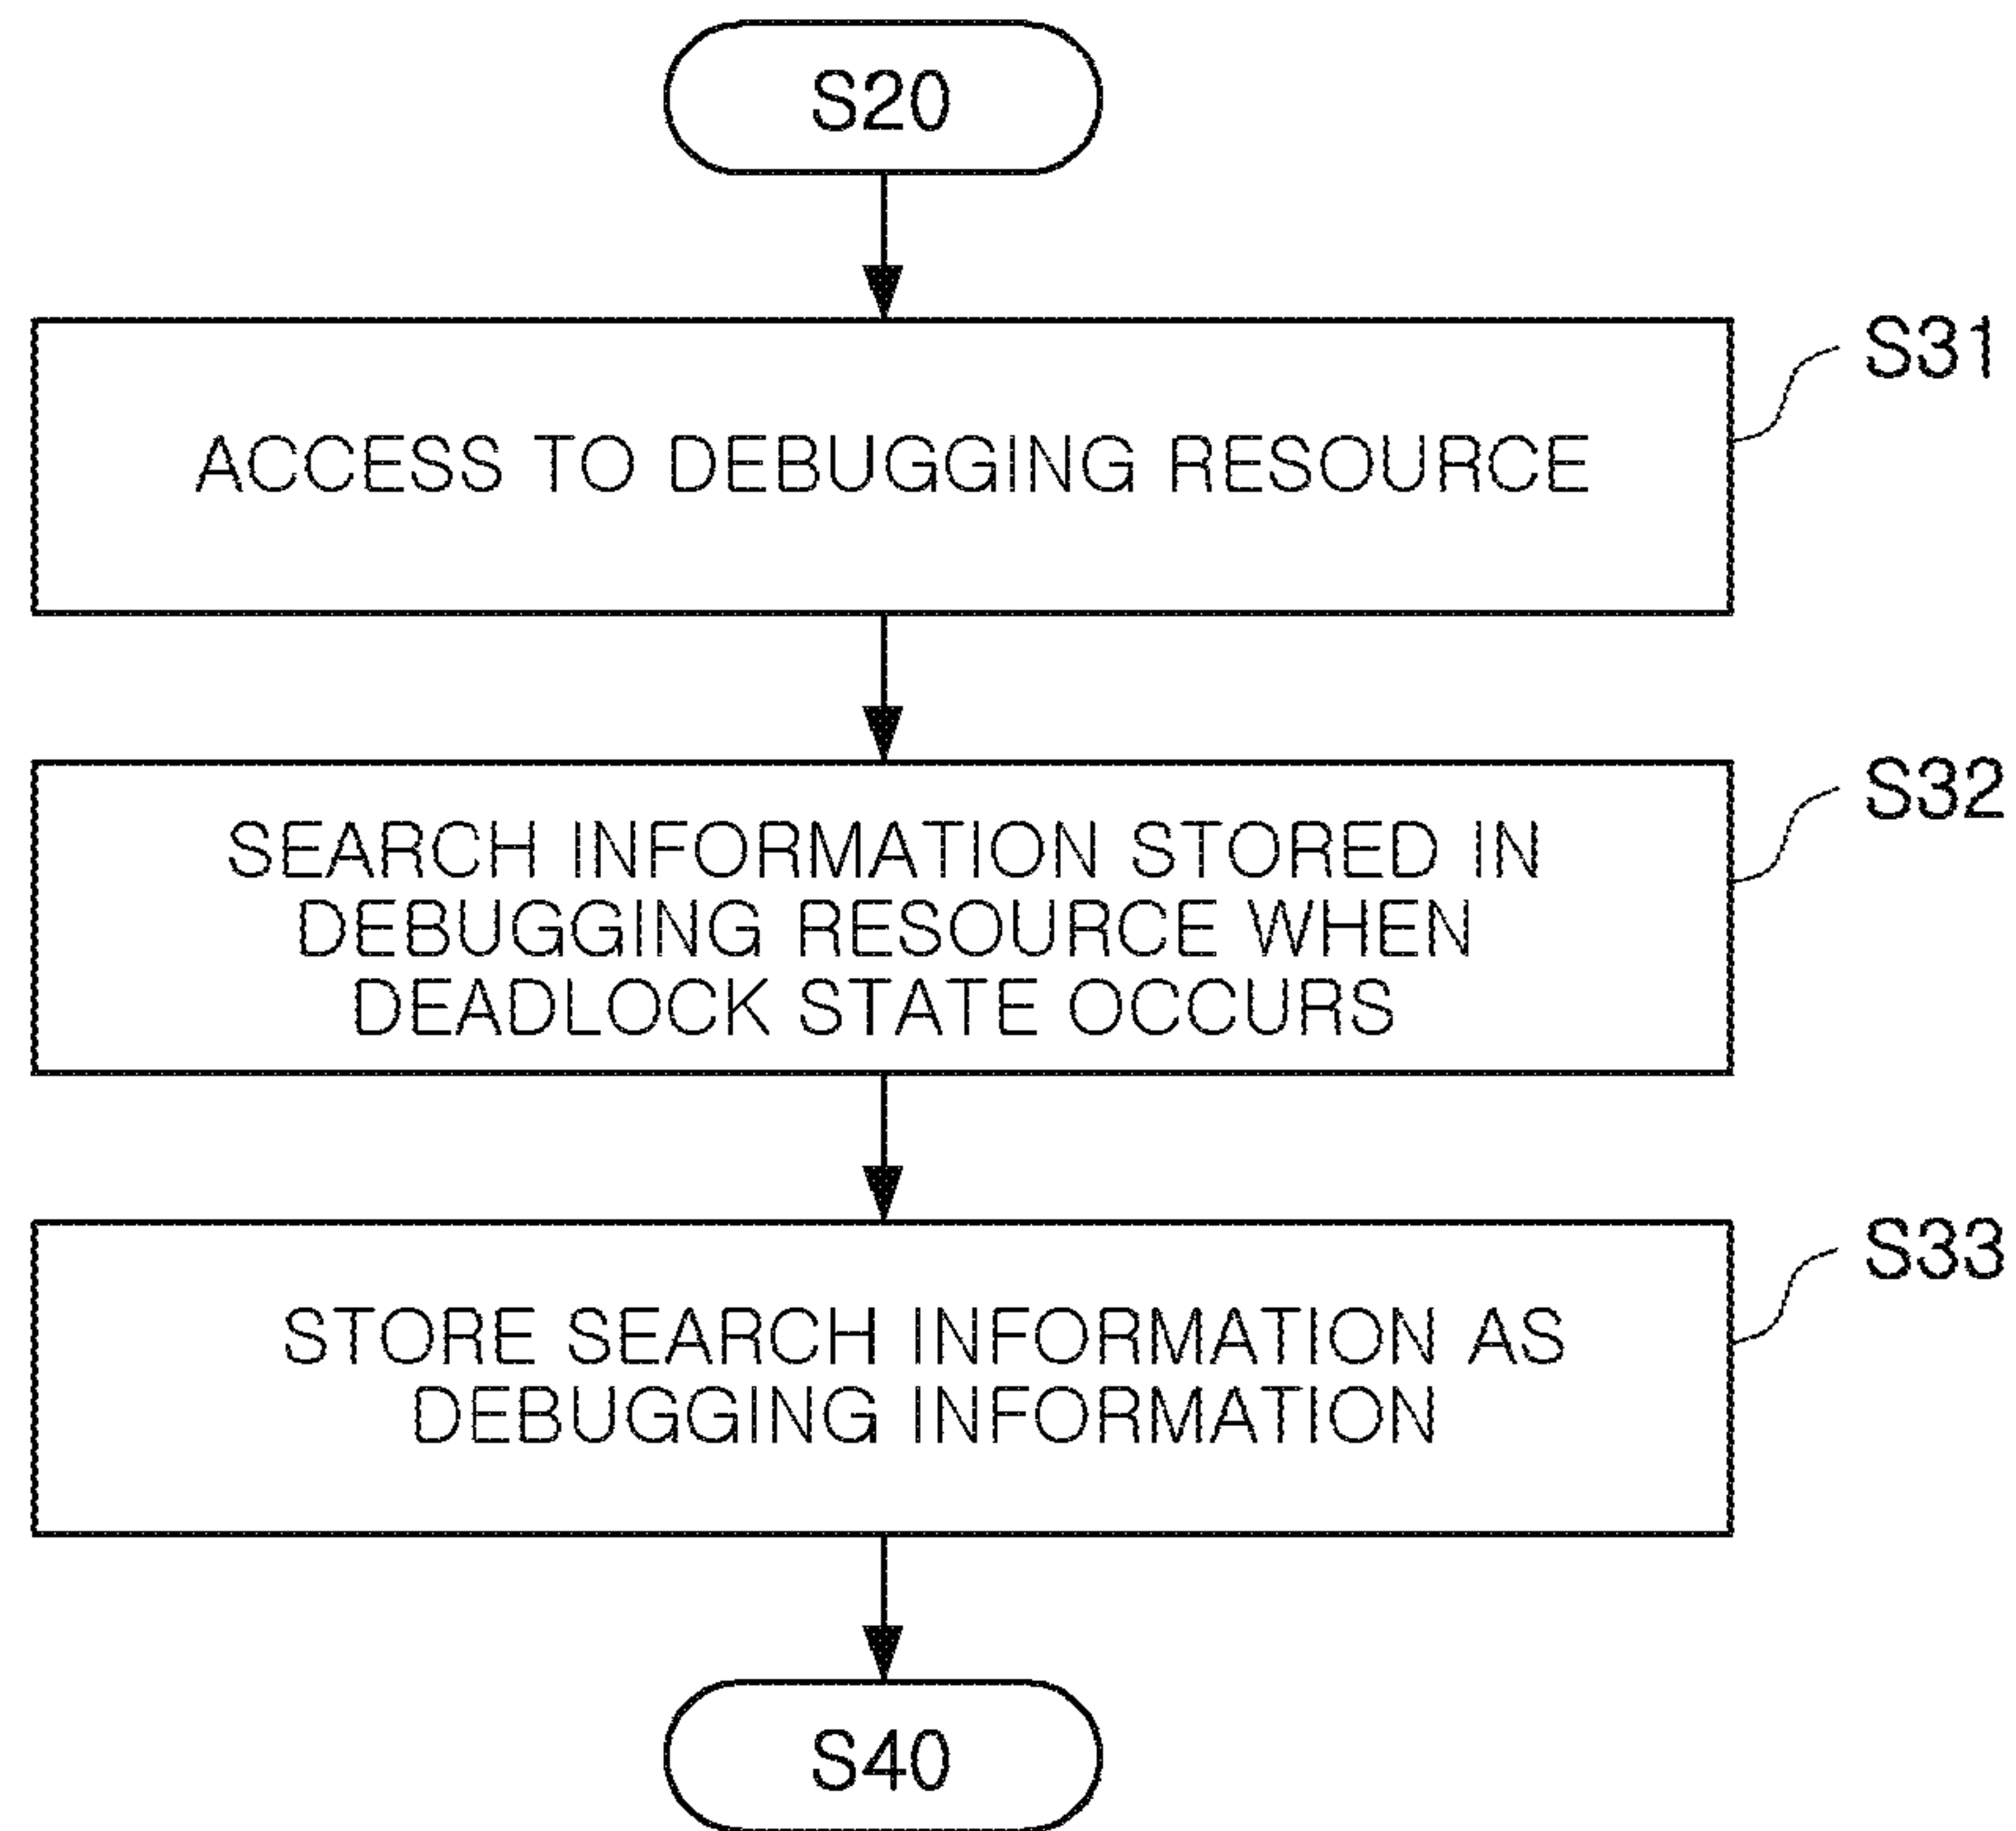 S20
S31
ACCESS TO DEBUGGING RESOURCE
S32
SEARCH INFORMATION STORED IN
DEBUGGING RESOURCE WHEN
DEADLOCK STATE OCCURS
S33
STORE SEARCH INFORMATION AS
DEBUGGING INFORMATION
S40